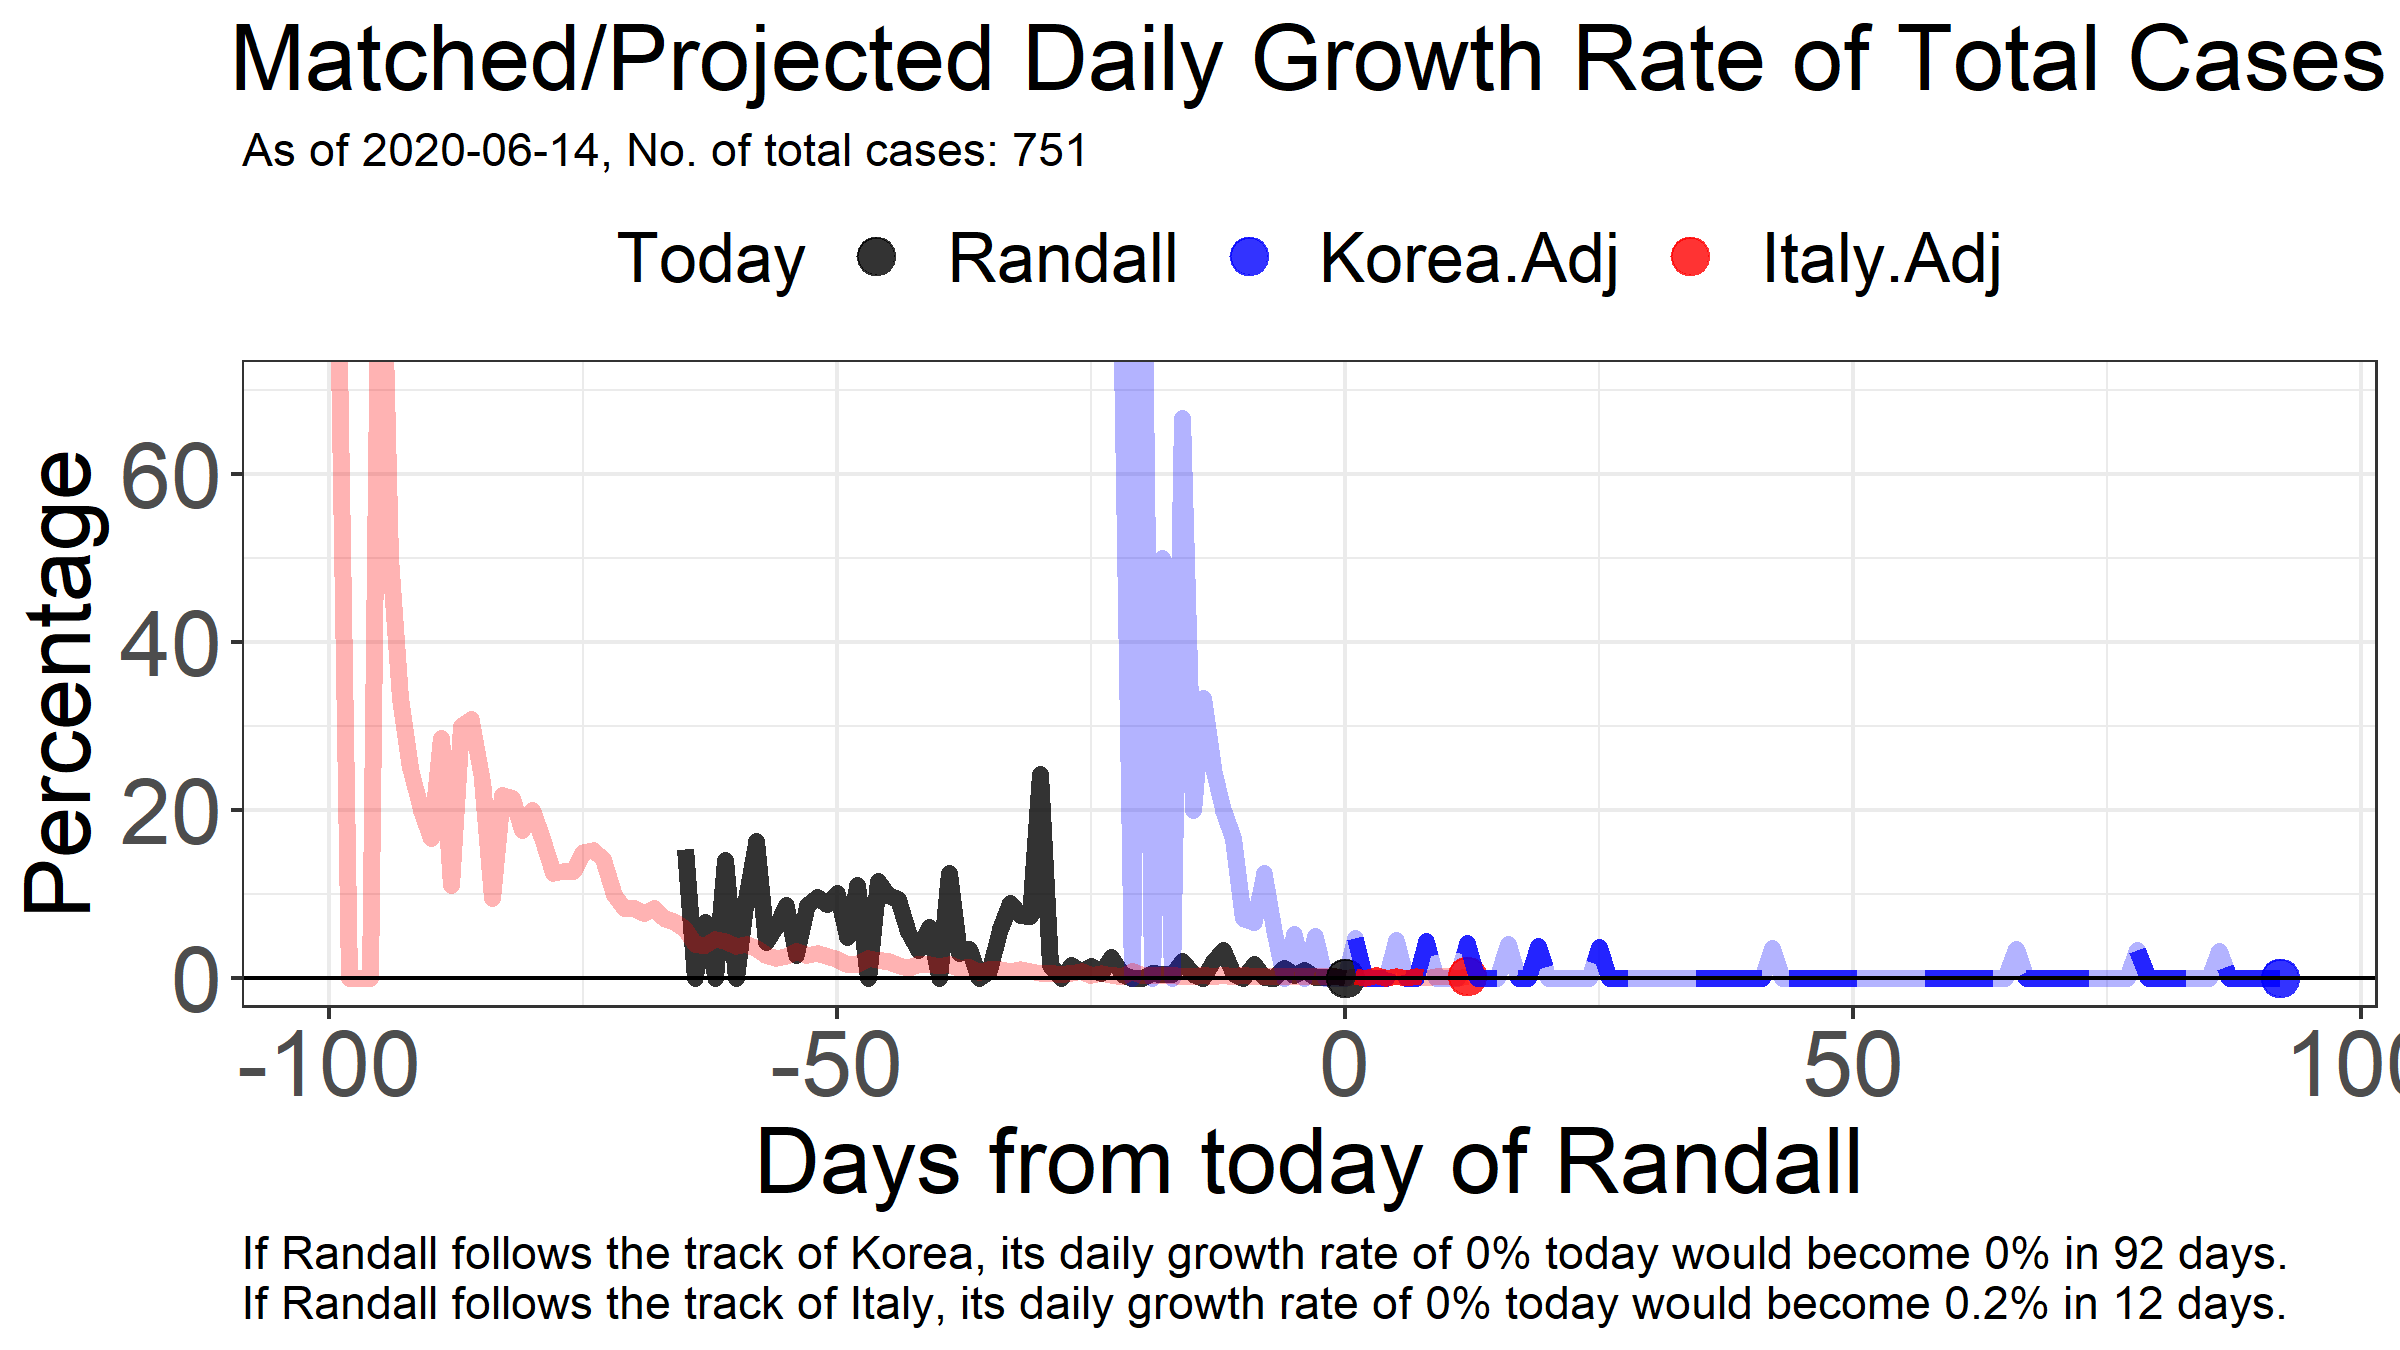 Matched/Projected Daily Growth Rate of Total Cases
As of 2020-06-14, No. of total cases: 751
Today Randall Korea.Adj Italy.Adj
Percentage
60
40
20
0
-100 -50 0 50 100
Days from today of Randall
If Randall follows the track of Korea, its daily growth rate of 0% today would become 0% in 92 days.
If Randall follows the track of Italy, its daily growth rate of 0% today would become 0.2% in 12 days.